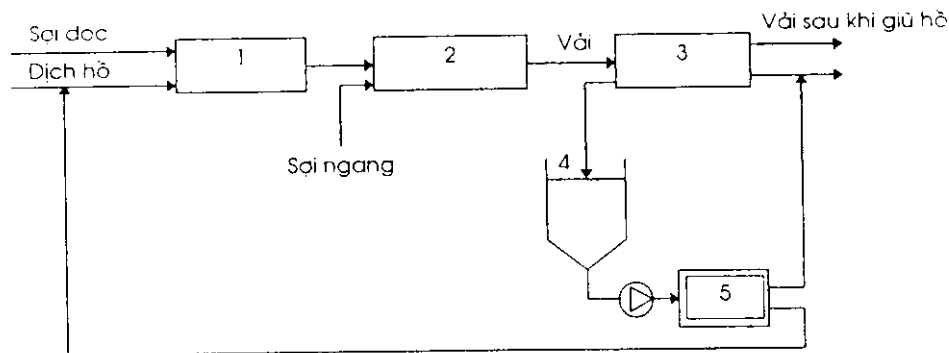 Sợi dọc
Dịch hồ
1
2
Vải
3
Vải sau khi giũ hồ
Sợi ngang
4
5